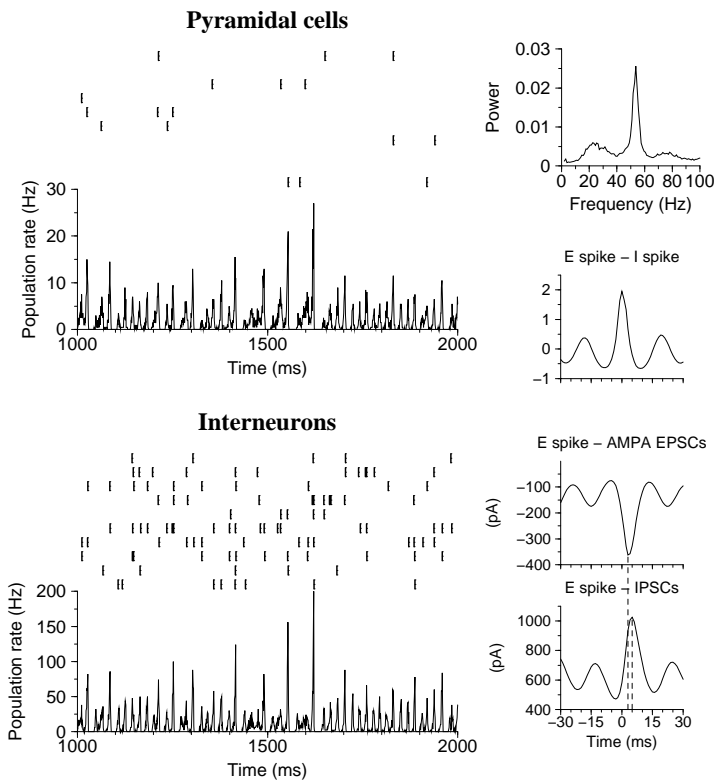 Pyramidal cells
30
20
10
0
Population rate (Hz)
1000
1500
2000
Time (ms)
Interneurons
200
150
100
50
0
Population rate (Hz)
1000
1500
2000
Time (ms)
0.03
0.02
0.01
0
Power
0 20 40 60 80 100
Frequency (Hz)
E spike – I spike
2
1
0
–1
E spike – AMPA EPSCs
–100
–200
–300
–400
(pA)
E spike – IPSCs
1000
800
600
400
(pA)
–30 –15 0 15 30
Time (ms)